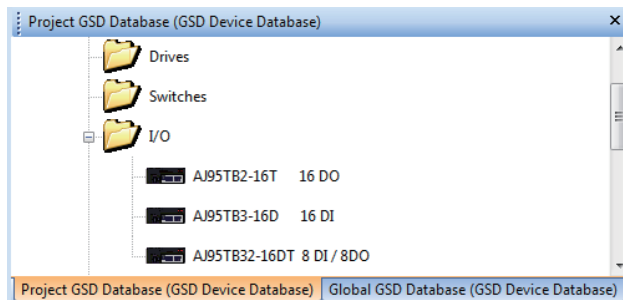 Project GSD Database (GSD Device Database)
Drives
Switches
I/O
AJ95TB2-16T 16 DO
AJ95TB3-16D 16 DI
AJ95TB32-16DT 8 DI / 8DO
Project GSD Database (GSD Device Database) Global GSD Database (GSD Device Database)